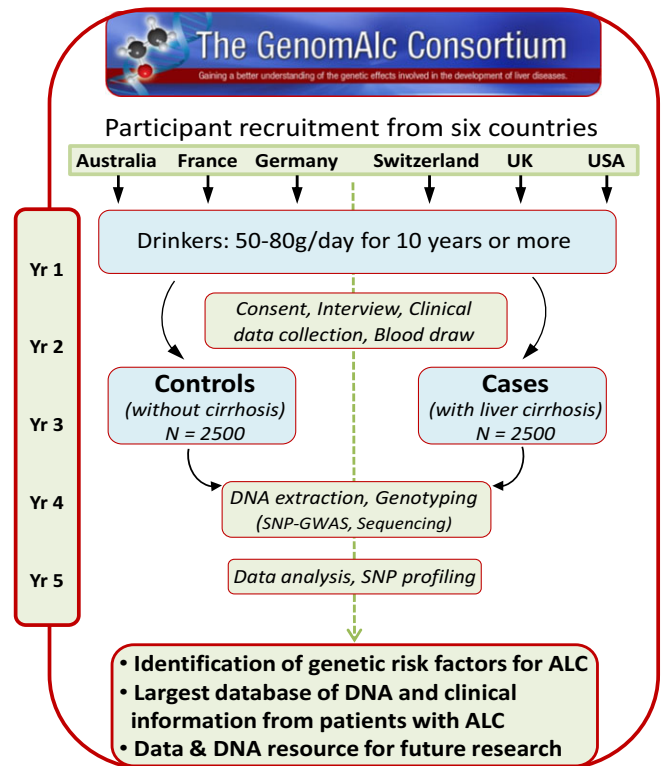 The GenomAlc Consortium
Gaining a better understanding of the genetic effects involved in the development of liver diseases.
Participant recruitment from six countries
Australia France Germany Switzerland UK USA
Drinkers: 50-80g/day for 10 years or more
Yr 1
Consent, Interview, Clinical
data collection, Blood draw
Yr 2
Controls
(without cirrhosis)
N = 2500
Cases
(with liver cirrhosis)
N = 2500
Yr 3
DNA extraction, Genotyping
(SNP-GWAS, Sequencing)
Yr 4
Data analysis, SNP profiling
Yr 5
• Identification of genetic risk factors for ALC
• Largest database of DNA and clinical
information from patients with ALC
• Data & DNA resource for future research